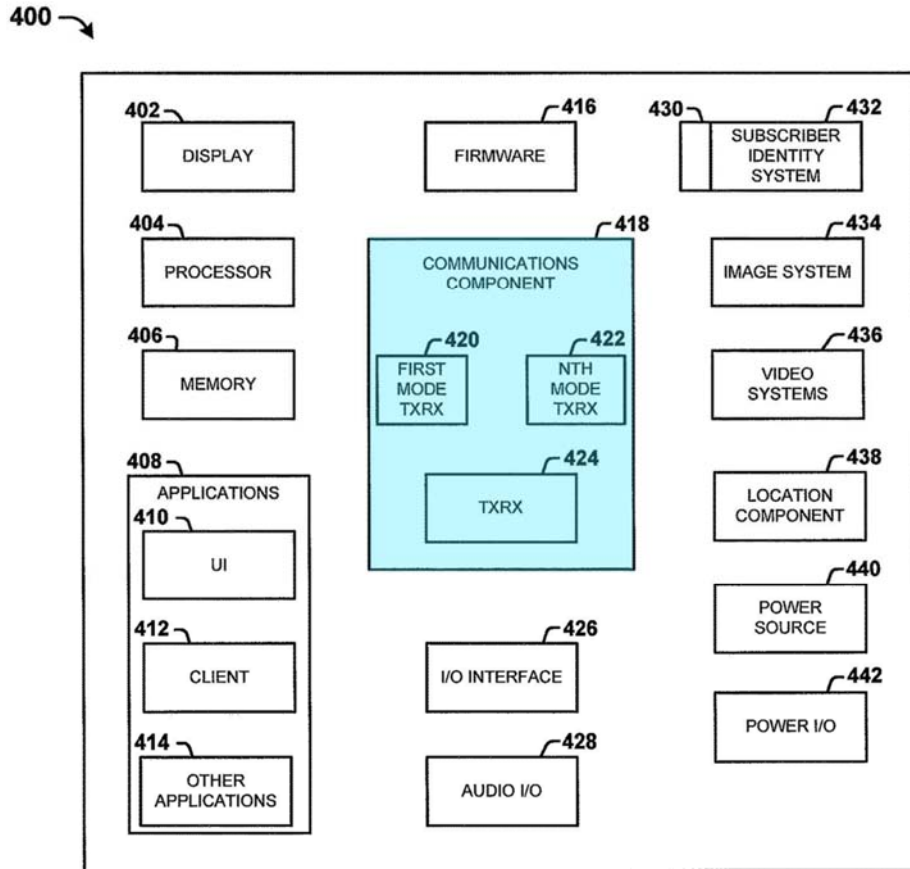 400
402
DISPLAY
404
PROCESSOR
406
MEMORY
408
APPLICATIONS
410
UI
412
CLIENT
414
OTHER
APPLICATIONS
416
FIRMWARE
418
COMMUNICATIONS
COMPONENT
420
FIRST
MODE
TXRX
422
NTH
MODE
TXRX
424
TXRX
426
I/O INTERFACE
428
AUDIO I/O
430
432
SUBSCRIBER
IDENTITY
SYSTEM
434
IMAGE SYSTEM
436
VIDEO
SYSTEMS
438
LOCATION
COMPONENT
440
POWER
SOURCE
442
POWER I/O